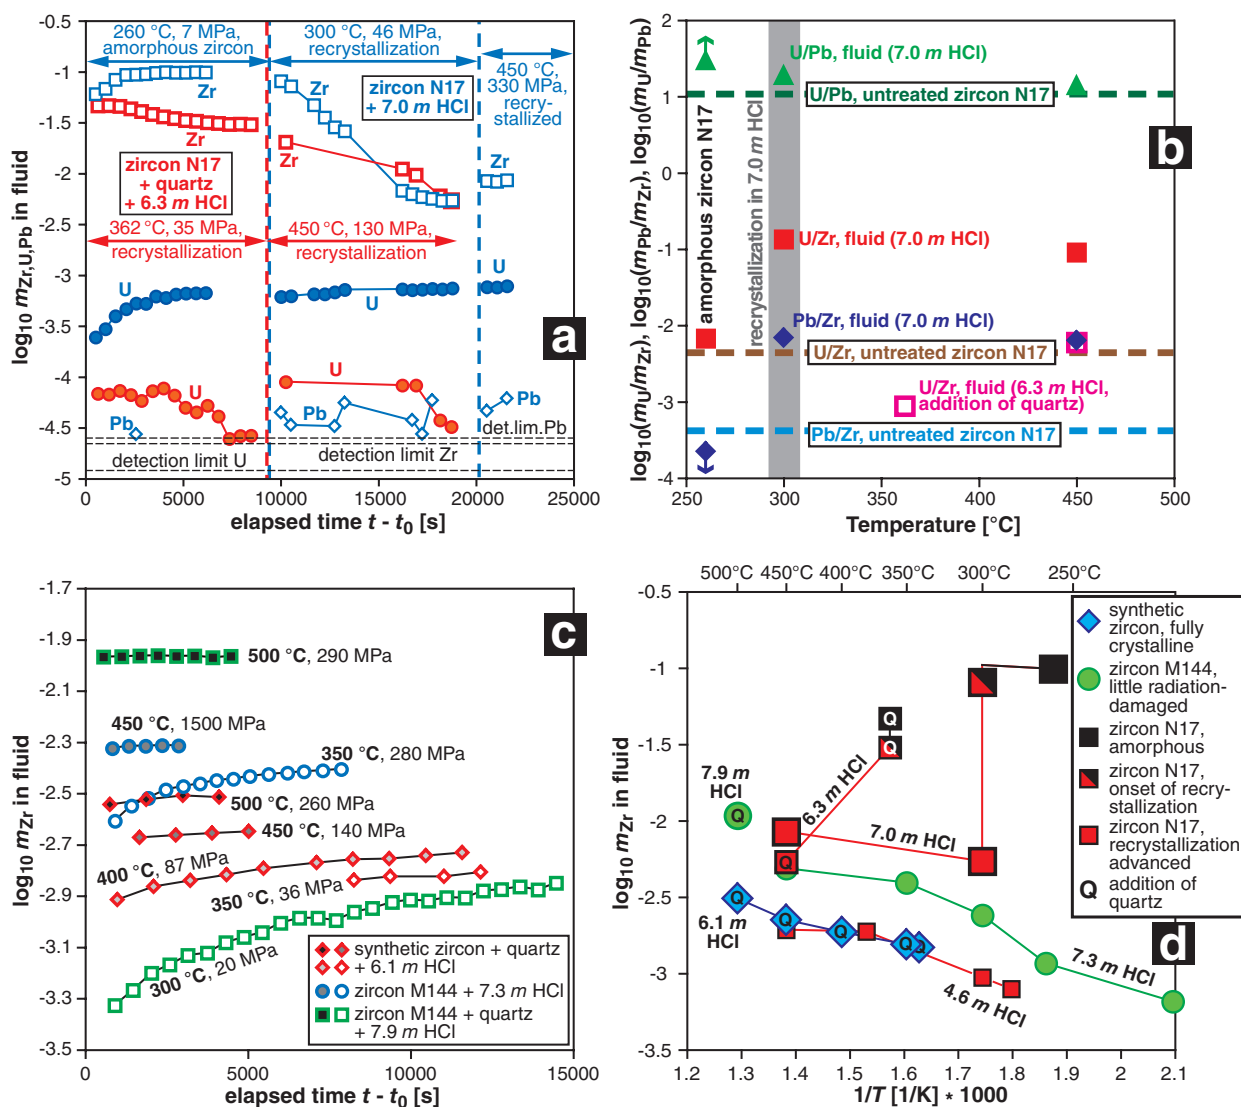 -0.5
-1.0
-1.5
-2
-2.5
-3
-3.5
-4
-4.5
-5
log10 mZr,U,Pb in fluid
260 °C, 7 MPa,
amorphous zircon
300 °C, 46 MPa,
recrystallization
450 °C,
330 MPa,
recry-
stallized
zircon N17
+ 7.0 m HCl
Zr
Zr
Zr
Zr
zircon N17
+ quartz
+ 6.3 m HCl
362 °C, 35 MPa,
recrystallization
450 °C, 130 MPa,
recrystallization
U
U
U
U
U
a
Pb
Pb
Pb
det.lim.Pb
detection limit U
detection limit Zr
0
5000
10000
15000
20000
25000
elapsed time t - t0 [s]
2
1
0
-1
-2
-3
-4
log10(mU/mZr), log10(mPb/mZr), log10(mU/mPb)
U/Pb, fluid (7.0 m HCl)
U/Pb, untreated zircon N17
amorphous zircon N17
recrystallization in 7.0 m HCl
b
U/Zr, fluid (7.0 m HCl)
Pb/Zr, fluid (7.0 m HCl)
U/Zr, untreated zircon N17
U/Zr, fluid (6.3 m HCl,
addition of quartz)
Pb/Zr, untreated zircon N17
250
300
350
400
450
500
Temperature [°C]
-1.7
-1.9
-2.1
-2.3
-2.5
-2.7
-2.9
-3.1
-3.3
-3.5
log10 mZr in fluid
c
500 °C, 290 MPa
450 °C, 1500 MPa
350 °C, 280 MPa
500 °C, 260 MPa
450 °C, 140 MPa
400 °C, 87 MPa
350 °C, 36 MPa
300 °C, 20 MPa
synthetic zircon + quartz
+ 6.1 m HCl
zircon M144 + 7.3 m HCl
zircon M144 + quartz
+ 7.9 m HCl
0
5000
10000
15000
elapsed time t - t0 [s]
500°C
450°C
400°C
350°C
300°C
250°C
-0.5
-1
-1.5
-2
-2.5
-3
-3.5
log10 mZr in fluid
synthetic
zircon, fully
crystalline
zircon M144,
little radiation-
damaged
zircon N17,
amorphous
zircon N17,
onset of recry-
stallization
zircon N17,
recrystallization
advanced
Q addition of
quartz
Q
Q
7.9 m
HCl
Q
6.3 m HCl
7.0 m HCl
Q
Q
Q
Q
Q
Q
6.1 m
HCl
4.6 m HCl
7.3 m HCl
d
1.2
1.3
1.4
1.5
1.6
1.7
1.8
1.9
2
2.1
1/T [1/K] * 1000